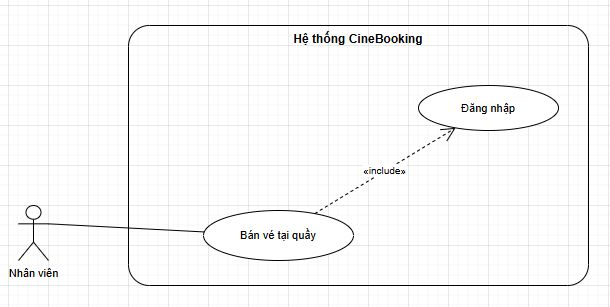 Hệ thống CineBooking
Đăng nhập
«include»
Bán vé tại quầy
Nhân viên